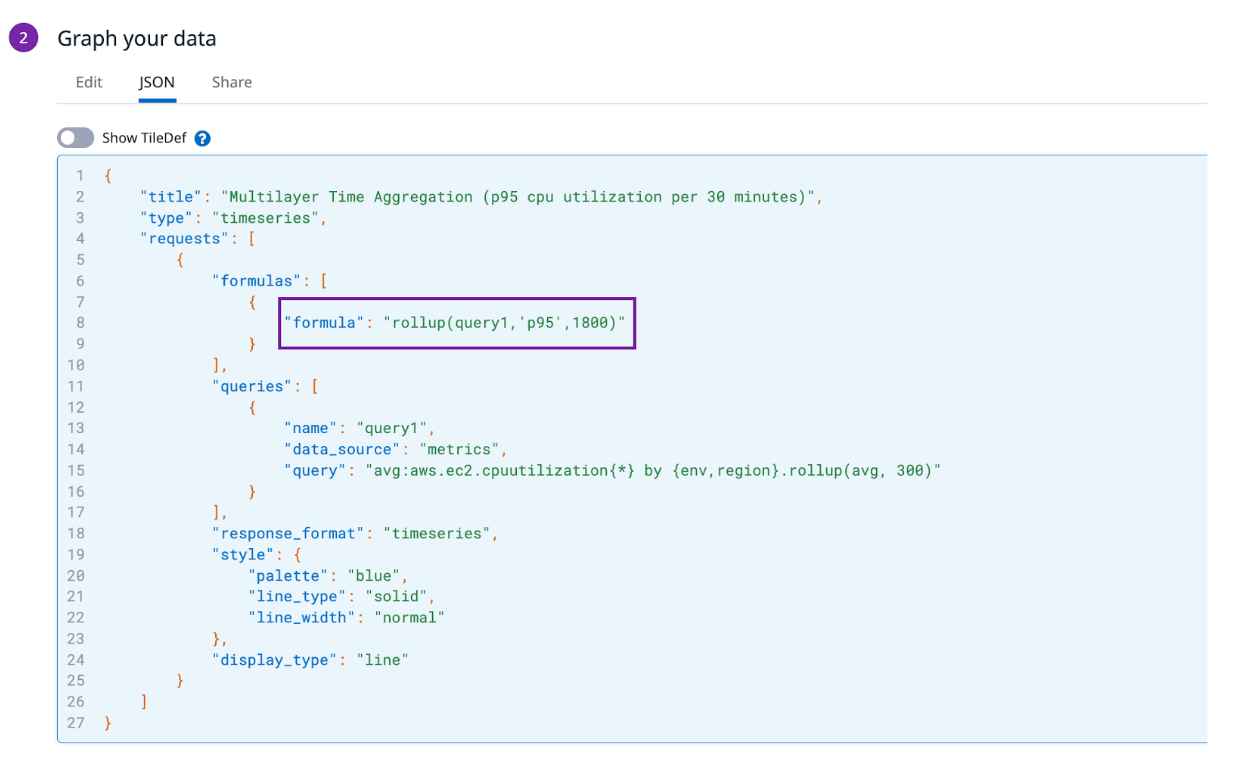 2 Graph your data
Edit JSON Share
Show TileDef ?
1 {
2 "title": "Multilayer Time Aggregation (p95 cpu utilization per 30 minutes)",
3 "type": "timeseries",
4 "requests": [
5 {
6 "formulas": [
7 {
8 "formula": "rollup(query1,'p95',1800)"
9 }
10 ],
11 "queries": [
12 {
13 "name": "query1",
14 "data_source": "metrics",
15 "query": "avg:aws.ec2.cpuutilization{*} by {env,region}.rollup(avg, 300)"
16 }
17 ],
18 "response_format": "timeseries",
19 "style": {
20 "palette": "blue",
21 "line_type": "solid",
22 "line_width": "normal"
23 },
24 "display_type": "line"
25 }
26 ]
27 }